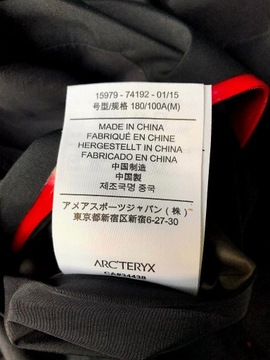 15979 - 74192 - 01/15
号型/规格 180/100A(M)
MADE IN CHINA
FABRIQUÉ EN CHINE
HERGESTELLT IN CHINA
FABRICADO EN CHINA
中国制造
中國製
제조국명 중국
アメアスポーツジャパン (株)
東京都新宿区新宿6-27-30
ARC'TERYX
CA034438